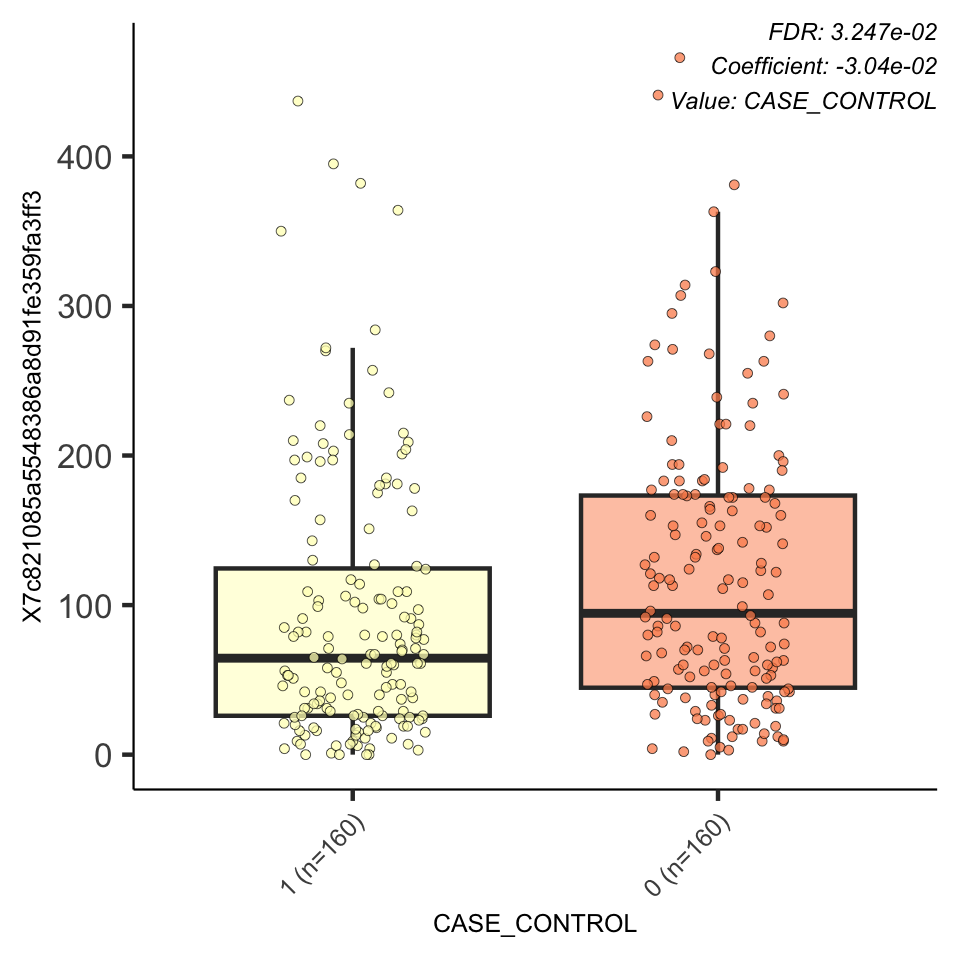 FDR: 3.247e-02
Coefficient: -3.04e-02
Value: CASE_CONTROL
X7c821085a5548386a8d91fe359fa3ff3
400
300
200
100
0
1 (n=160)
0 (n=160)
CASE_CONTROL